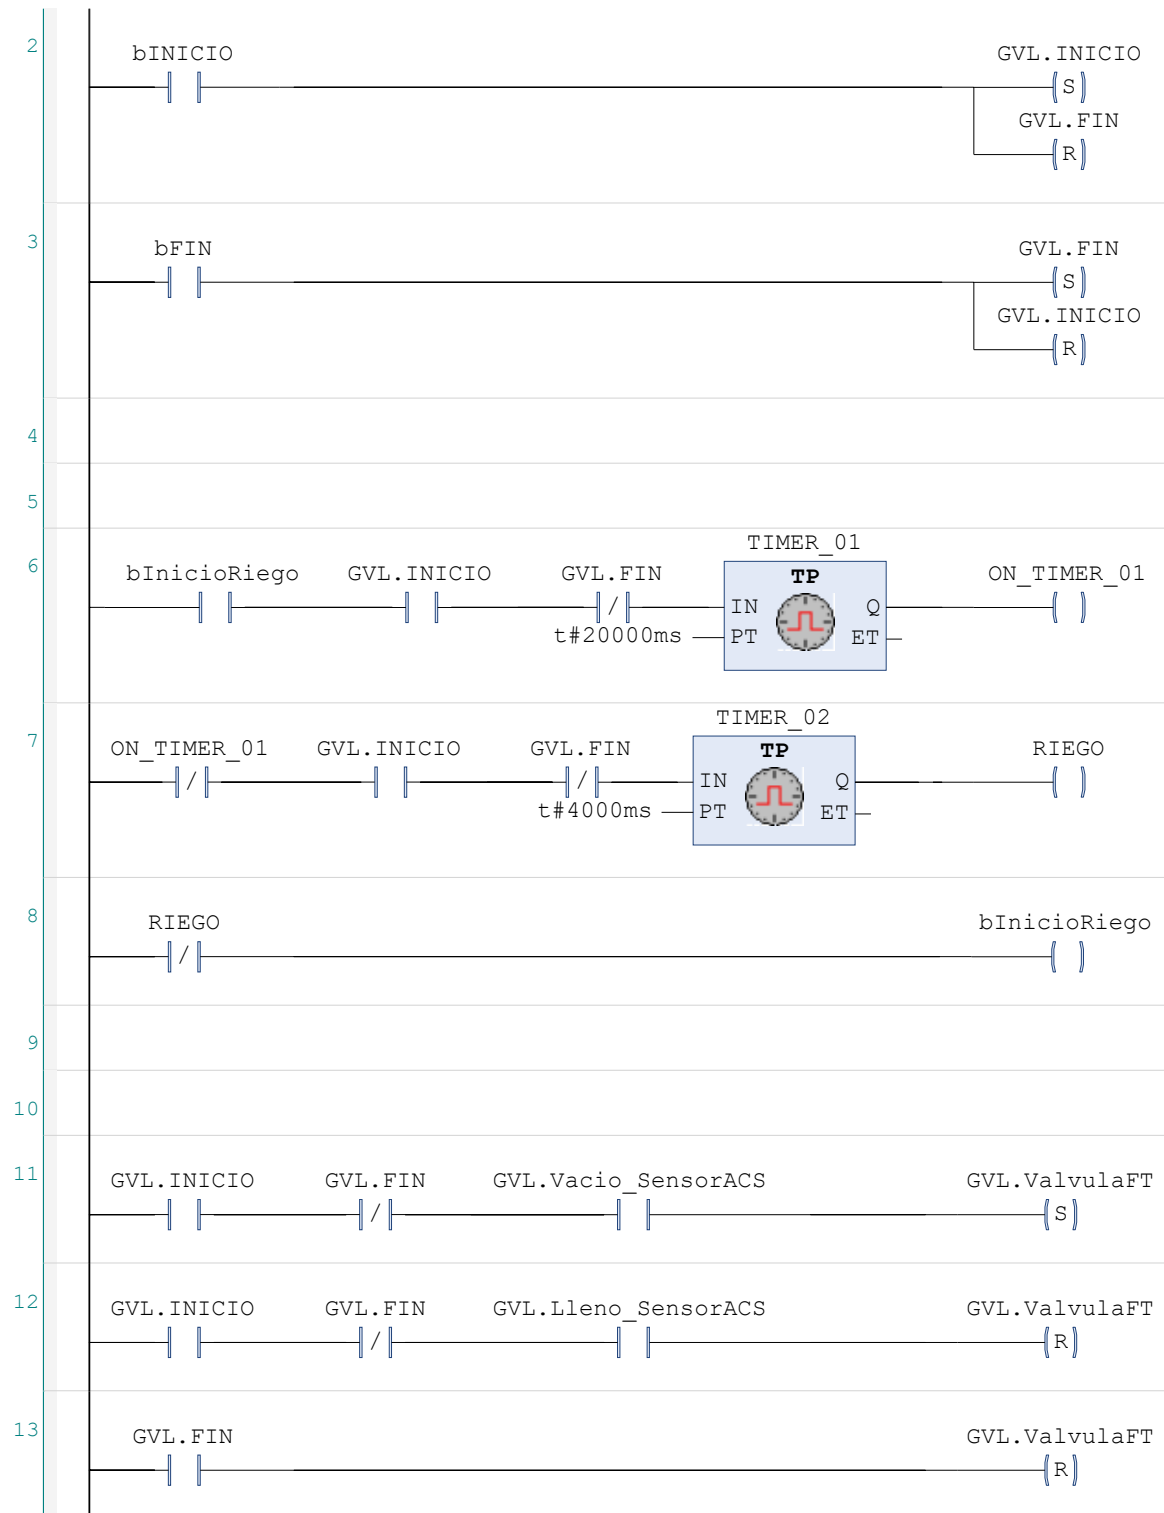 2
bINICIO GVL.INICIO
S
GVL.FIN
R
3
bFIN GVL.FIN
S
GVL.INICIO
R
4
5
6
TIMER_01
bInicioRiego GVL.INICIO GVL.FIN TP ON_TIMER_01
/ IN Q
t#20000ms PT ET
7
TIMER_02
ON_TIMER_01 GVL.INICIO GVL.FIN TP RIEGO
/ / IN Q
t#4000ms PT ET
8
RIEGO bInicioRiego
/
9
10
11
GVL.INICIO GVL.FIN GVL.Vacio_SensorACS GVL.ValvulaFT
/ S
12
GVL.INICIO GVL.FIN GVL.Lleno_SensorACS GVL.ValvulaFT
/ R
13
GVL.FIN GVL.ValvulaFT
R